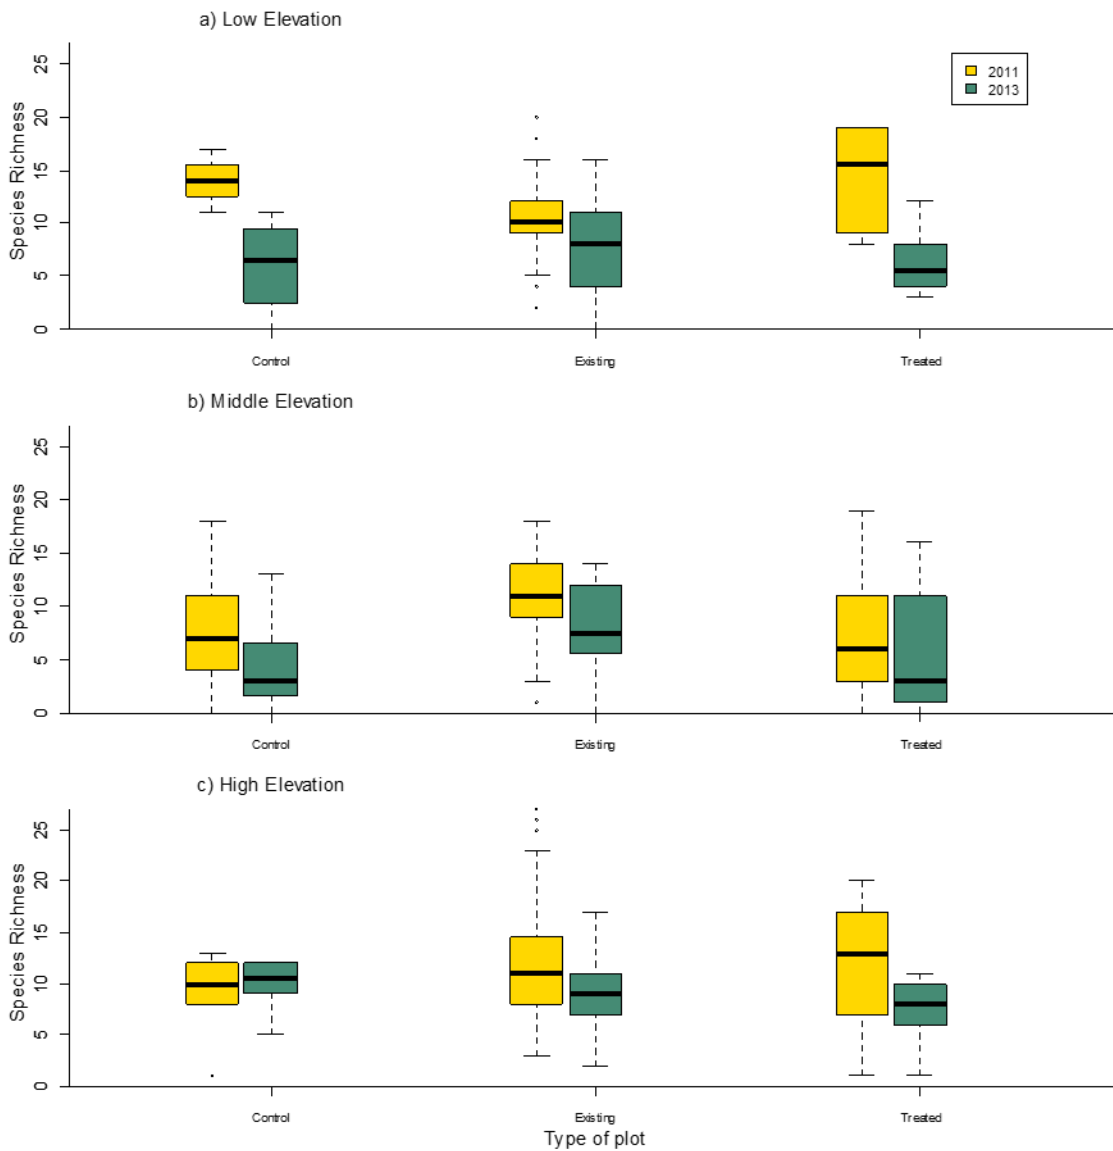 a) Low Elevation
25
20
15
10
5
0
Species Richness
2011
2013
Control Existing Treated
b) Middle Elevation
25
20
15
10
5
0
Species Richness
Control Existing Treated
c) High Elevation
25
20
15
10
5
0
Species Richness
Control Existing Treated
Type of plot